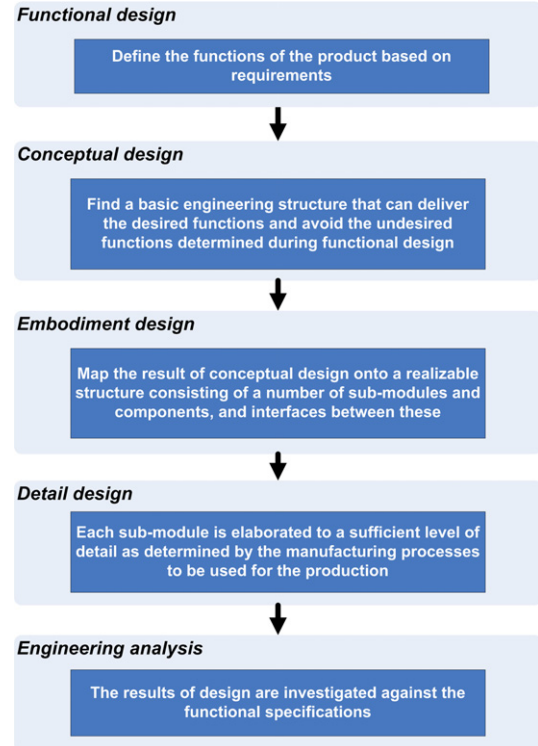 Functional design
Define the functions of the product based on
requirements
Conceptual design
Find a basic engineering structure that can deliver
the desired functions and avoid the undesired
functions determined during functional design
Embodiment design
Map the result of conceptual design onto a realizable
structure consisting of a number of sub-modules and
components, and interfaces between these
Detail design
Each sub-module is elaborated to a sufficient level of
detail as determined by the manufacturing processes
to be used for the production
Engineering analysis
The results of design are investigated against the
functional specifications